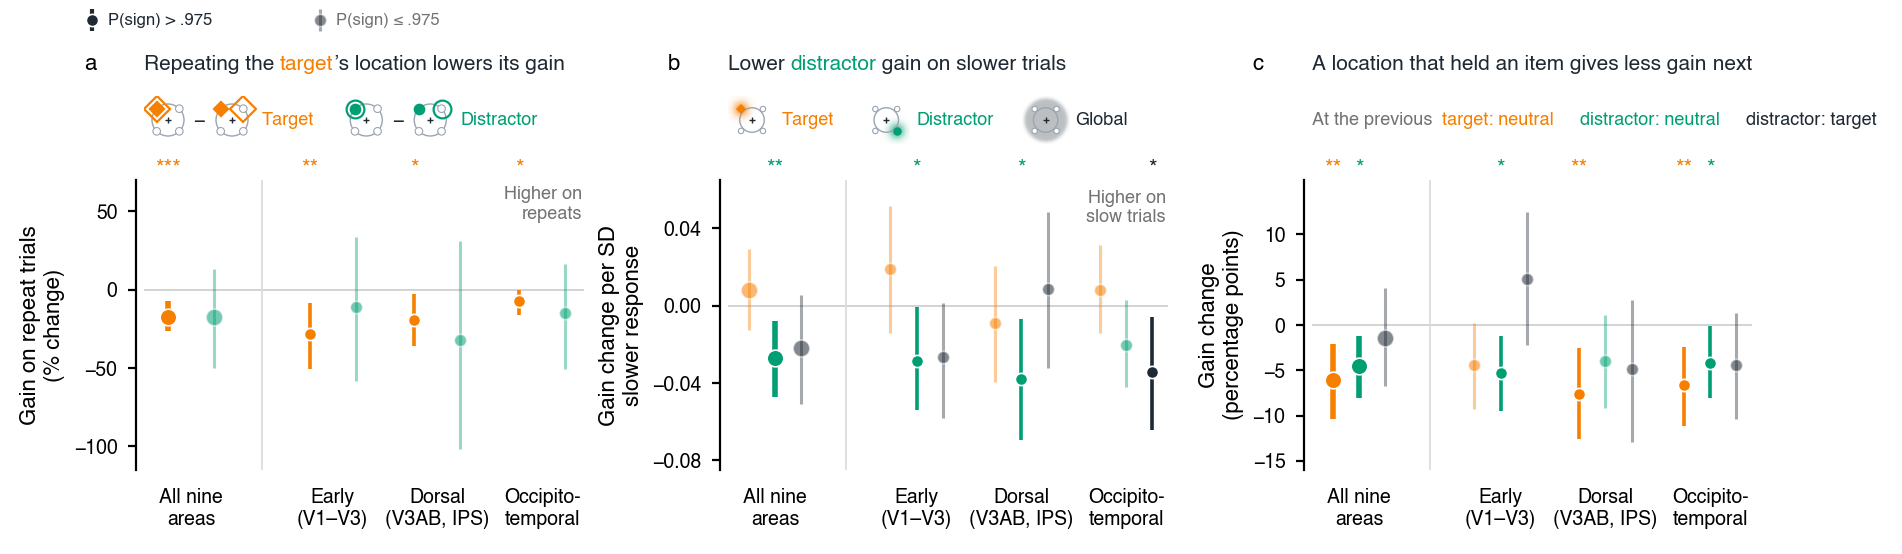 P(sign) > .975
P(sign) ≤ .975
a
Repeating the target's location lowers its gain
– Target
– Distractor
*** ** * *
Higher on
repeats
Gain on repeat trials
(% change)
50
0
−50
−100
All nine
areas
Early
(V1–V3)
Dorsal
(V3AB, IPS)
Occipito-
temporal
b
Lower distractor gain on slower trials
Target
Distractor
Global
** * * *
Higher on
slow trials
Gain change per SD
slower response
0.04
0.00
−0.04
−0.08
All nine
areas
Early
(V1–V3)
Dorsal
(V3AB, IPS)
Occipito-
temporal
c
A location that held an item gives less gain next
At the previous target: neutral distractor: neutral distractor: target
** * * ** ** *
Gain change
(percentage points)
10
5
0
−5
−10
−15
All nine
areas
Early
(V1–V3)
Dorsal
(V3AB, IPS)
Occipito-
temporal